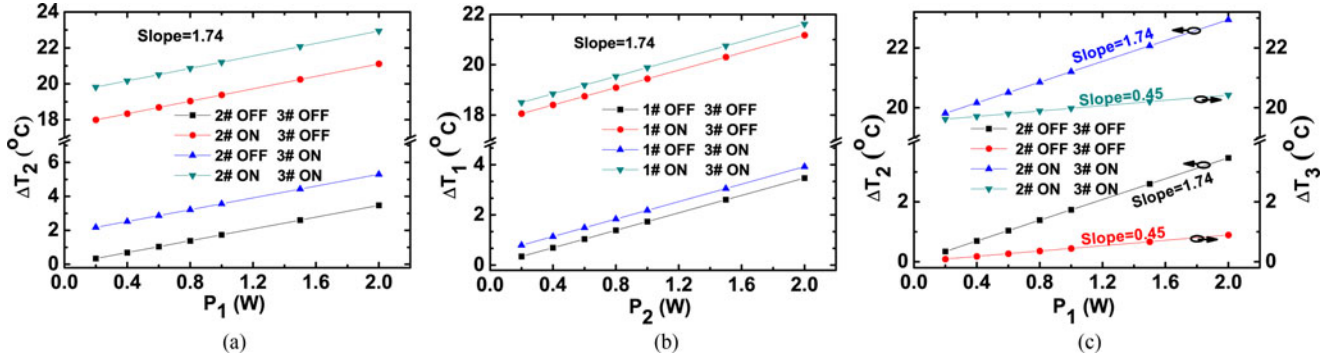 24
22
20
18
6
4
2
0
ΔT2 (°C)
Slope=1.74
2# OFF 3# OFF
2# ON 3# OFF
2# OFF 3# ON
2# ON 3# ON
0.0 0.4 0.8 1.2 1.6 2.0
P1 (W)
(a)
22
20
18
4
2
0
ΔT1 (°C)
Slope=1.74
1# OFF 3# OFF
1# ON 3# OFF
1# OFF 3# ON
1# ON 3# ON
0.0 0.4 0.8 1.2 1.6 2.0
P2 (W)
(b)
22
20
2
0
ΔT2 (°C)
Slope=1.74
Slope=0.45
2# OFF 3# OFF
2# OFF 3# OFF
2# ON 3# ON
2# ON 3# ON
Slope=1.74
Slope=0.45
22
20
2
0
ΔT3 (°C)
0.0 0.4 0.8 1.2 1.6 2.0
P1 (W)
(c)